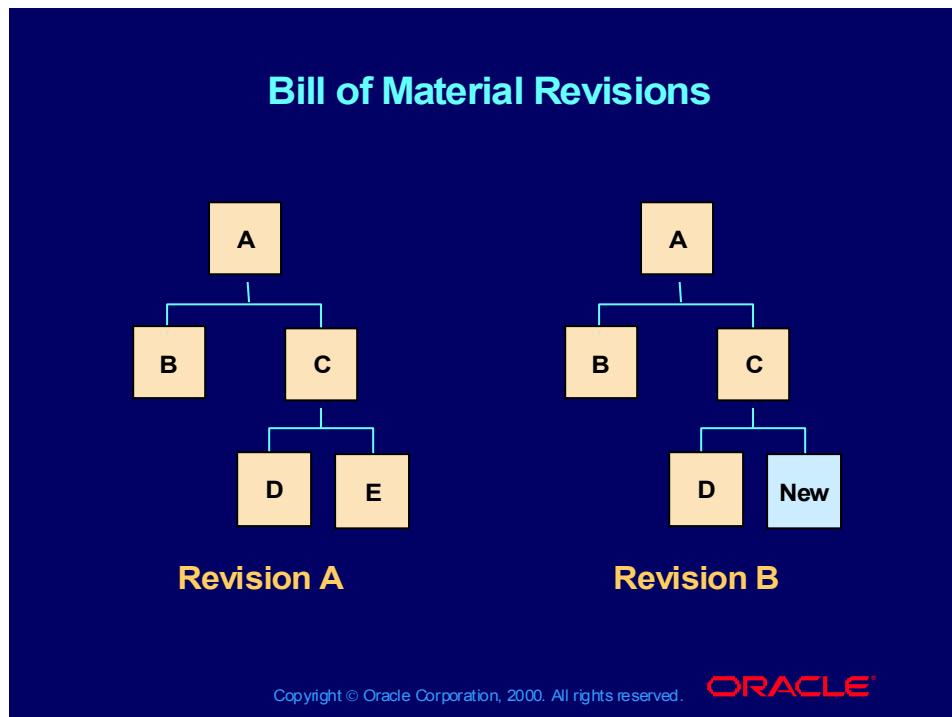 Bill of Material Revisions
A
A
B
C
B
C
D
E
D
New
Revision A
Revision B
Copyright © Oracle Corporation, 2000. All rights reserved.
ORACLE®